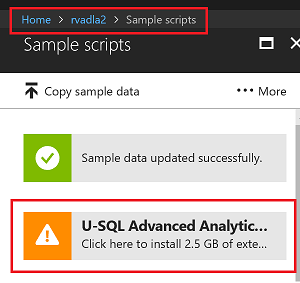 Home > rvadla2 > Sample scripts
Sample scripts
Copy sample data
··· More
Sample data updated successfully.
U-SQL Advanced Analytic...
Click here to install 2.5 GB of exte...